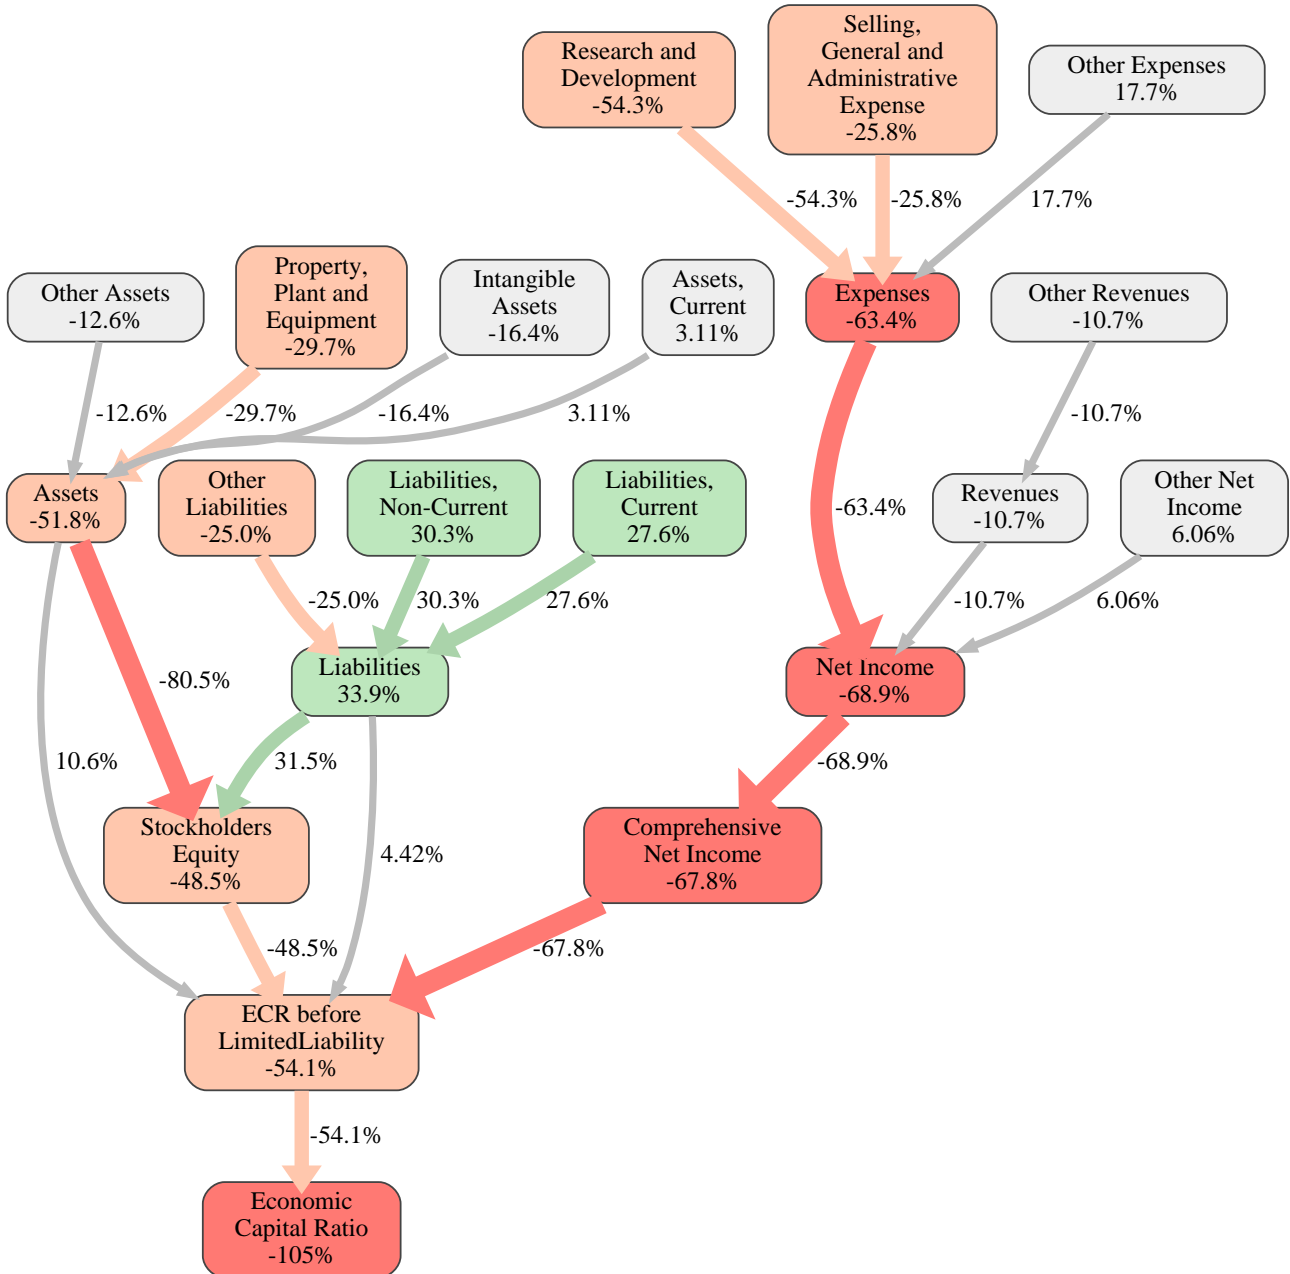 Selling,
General and
Administrative
Expense
-25.8%
Research and
Development
-54.3%
Other Expenses
17.7%
-54.3%
-25.8%
17.7%
Other Assets
-12.6%
Property,
Plant and
Equipment
-29.7%
Intangible
Assets
-16.4%
Assets,
Current
3.11%
Expenses
-63.4%
Other Revenues
-10.7%
-12.6%
-29.7%
-16.4%
3.11%
-10.7%
Assets
-51.8%
Other
Liabilities
-25.0%
Liabilities,
Non-Current
30.3%
Liabilities,
Current
27.6%
-63.4%
Revenues
-10.7%
Other Net
Income
6.06%
-25.0%
30.3%
27.6%
-10.7%
6.06%
-80.5%
Liabilities
33.9%
Net Income
-68.9%
10.6%
31.5%
-68.9%
Stockholders
Equity
-48.5%
4.42%
Comprehensive
Net Income
-67.8%
-48.5%
-67.8%
ECR before
LimitedLiability
-54.1%
-54.1%
Economic
Capital Ratio
-105%